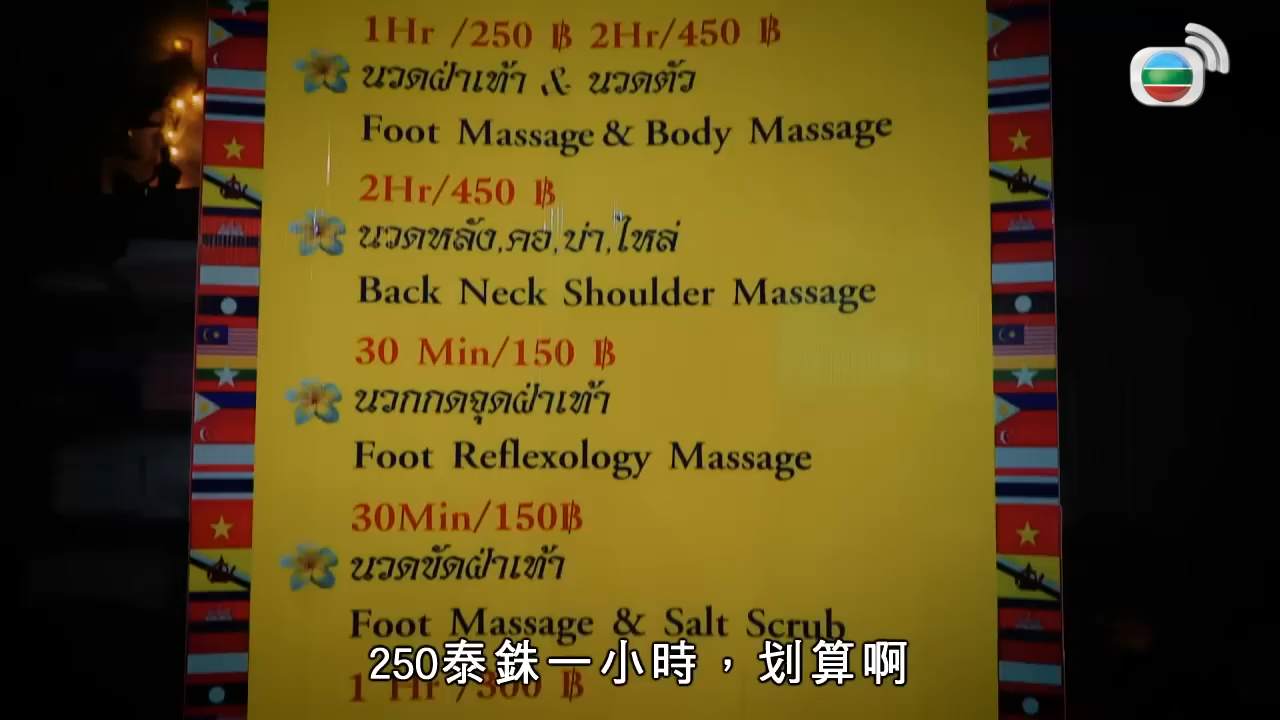 1Hr /250 ฿ 2Hr/450 ฿
นวดฝ่าเท้า & นวดตัว
Foot Massage & Body Massage
2Hr/450 ฿
นวดหลัง,คอ,บ่า,ไหล่
Back Neck Shoulder Massage
30 Min/150 ฿
นวกกดจุดฝ่าเท้า
Foot Reflexology Massage
30Min/150฿
นวดขัดฝ่าเท้า
Foot Massage & Salt Scrub
1 Hr /300 ฿
250泰銖一小時，划算啊